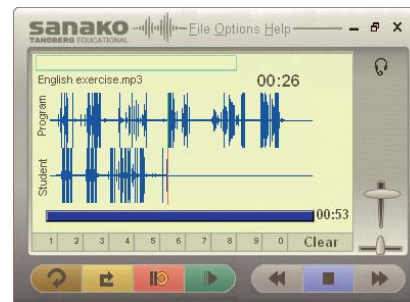 sanako File Options Help
TANDBERG EDUCATIONAL
English exercise.mp3 00:26
Program
Student
00:53
1 2 3 4 5 6 7 8 9 0 Clear